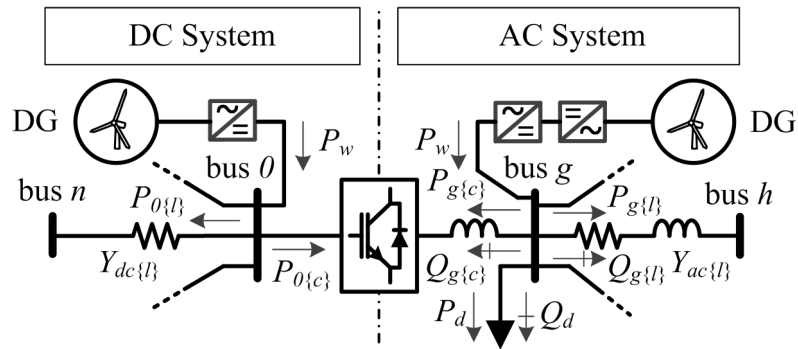 DC System
AC System
DG
DG
P_w
P_w
bus 0
bus g
bus n
P_{0{l}}
P_{g{c}}
P_{g{l}}
bus h
Y_{dc{l}}
P_{0{c}}
Q_{g{c}}
Q_{g{l}}
Y_{ac{l}}
P_d
Q_d